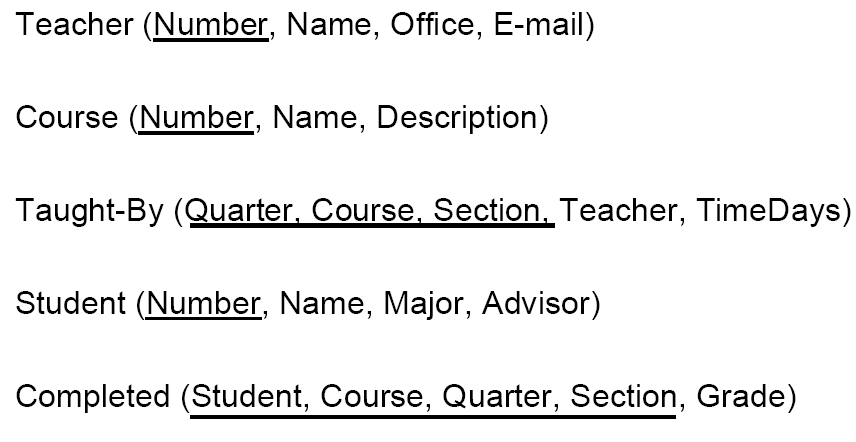 Teacher (Number, Name, Office, E-mail)
Course (Number, Name, Description)
Taught-By (Quarter, Course, Section, Teacher, TimeDays)
Student (Number, Name, Major, Advisor)
Completed (Student, Course, Quarter, Section, Grade)